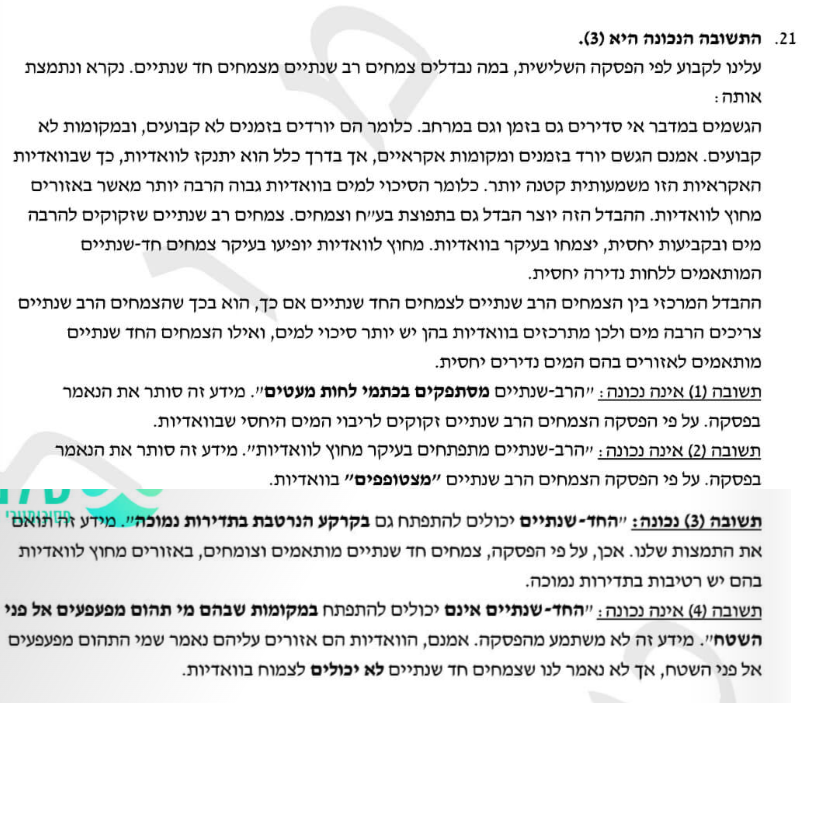 21. התשובה הנכונה היא (3).
עלינו לקבוע לפי הפסקה השלישית, במה נבדלים צמחים רב שנתיים מצמחים חד שנתיים. נקרא ונתמצת
אותה:
הגשמים במדבר אי סדירים גם בזמן וגם במרחב. כלומר הם יורדים בזמנים לא קבועים, ובמקומות לא
קבועים. אמנם הגשם יורד בזמנים ומקומות אקראיים, אך בדרך כלל הוא יתנקז לוואדיות, כך שבוואדיות
האקראיות הזו משמעותית קטנה יותר. כלומר הסיכוי למים בוואדיות גבוה הרבה יותר מאשר באזורים
מחוץ לוואדיות. ההבדל הזה יוצר הבדל גם בתפוצת בע״ח וצמחים. צמחים רב שנתיים שזקוקים להרבה
מים ובקביעות יחסית, יצמחו בעיקר בוואדיות. מחוץ לוואדיות יופיעו בעיקר צמחים חד-שנתיים
המותאמים ללחות נדירה יחסית.
ההבדל המרכזי בין הצמחים הרב שנתיים לצמחים החד שנתיים אם כך, הוא בכך שהצמחים הרב שנתיים
צריכים הרבה מים ולכן מתרכזים בוואדיות בהן יש יותר סיכוי למים, ואילו הצמחים החד שנתיים
מותאמים לאזורים בהם המים נדירים יחסית.
תשובה (1) אינה נכונה: ״הרב-שנתיים מסתפקים בכתמי לחות מעטים״. מידע זה סותר את הנאמר
בפסקה. על פי הפסקה הצמחים הרב שנתיים זקוקים לריבוי המים היחסי שבוואדיות.
תשובה (2) אינה נכונה: ״הרב-שנתיים מתפתחים בעיקר מחוץ לוואדיות״. מידע זה סותר את הנאמר
בפסקה. על פי הפסקה הצמחים הרב שנתיים ״מצטופפים״ בוואדיות.
תשובה (3) נכונה: ״החד-שנתיים יכולים להתפתח גם בקרקע הנרטבת בתדירות נמוכה״. מידע זה תואם
את התמצות שלנו. אכן, על פי הפסקה, צמחים חד שנתיים מותאמים וצומחים, באזורים מחוץ לוואדיות
בהם יש רטיבות בתדירות נמוכה.
תשובה (4) אינה נכונה: ״החד-שנתיים אינם יכולים להתפתח במקומות שבהם מי תהום מפעפעים אל פני
השטח״. מידע זה לא משתמע מהפסקה. אמנם, הוואדיות הם אזורים עליהם נאמר שמי התהום מפעפעים
אל פני השטח, אך לא נאמר לנו שצמחים חד שנתיים לא יכולים לצמוח בוואדיות.